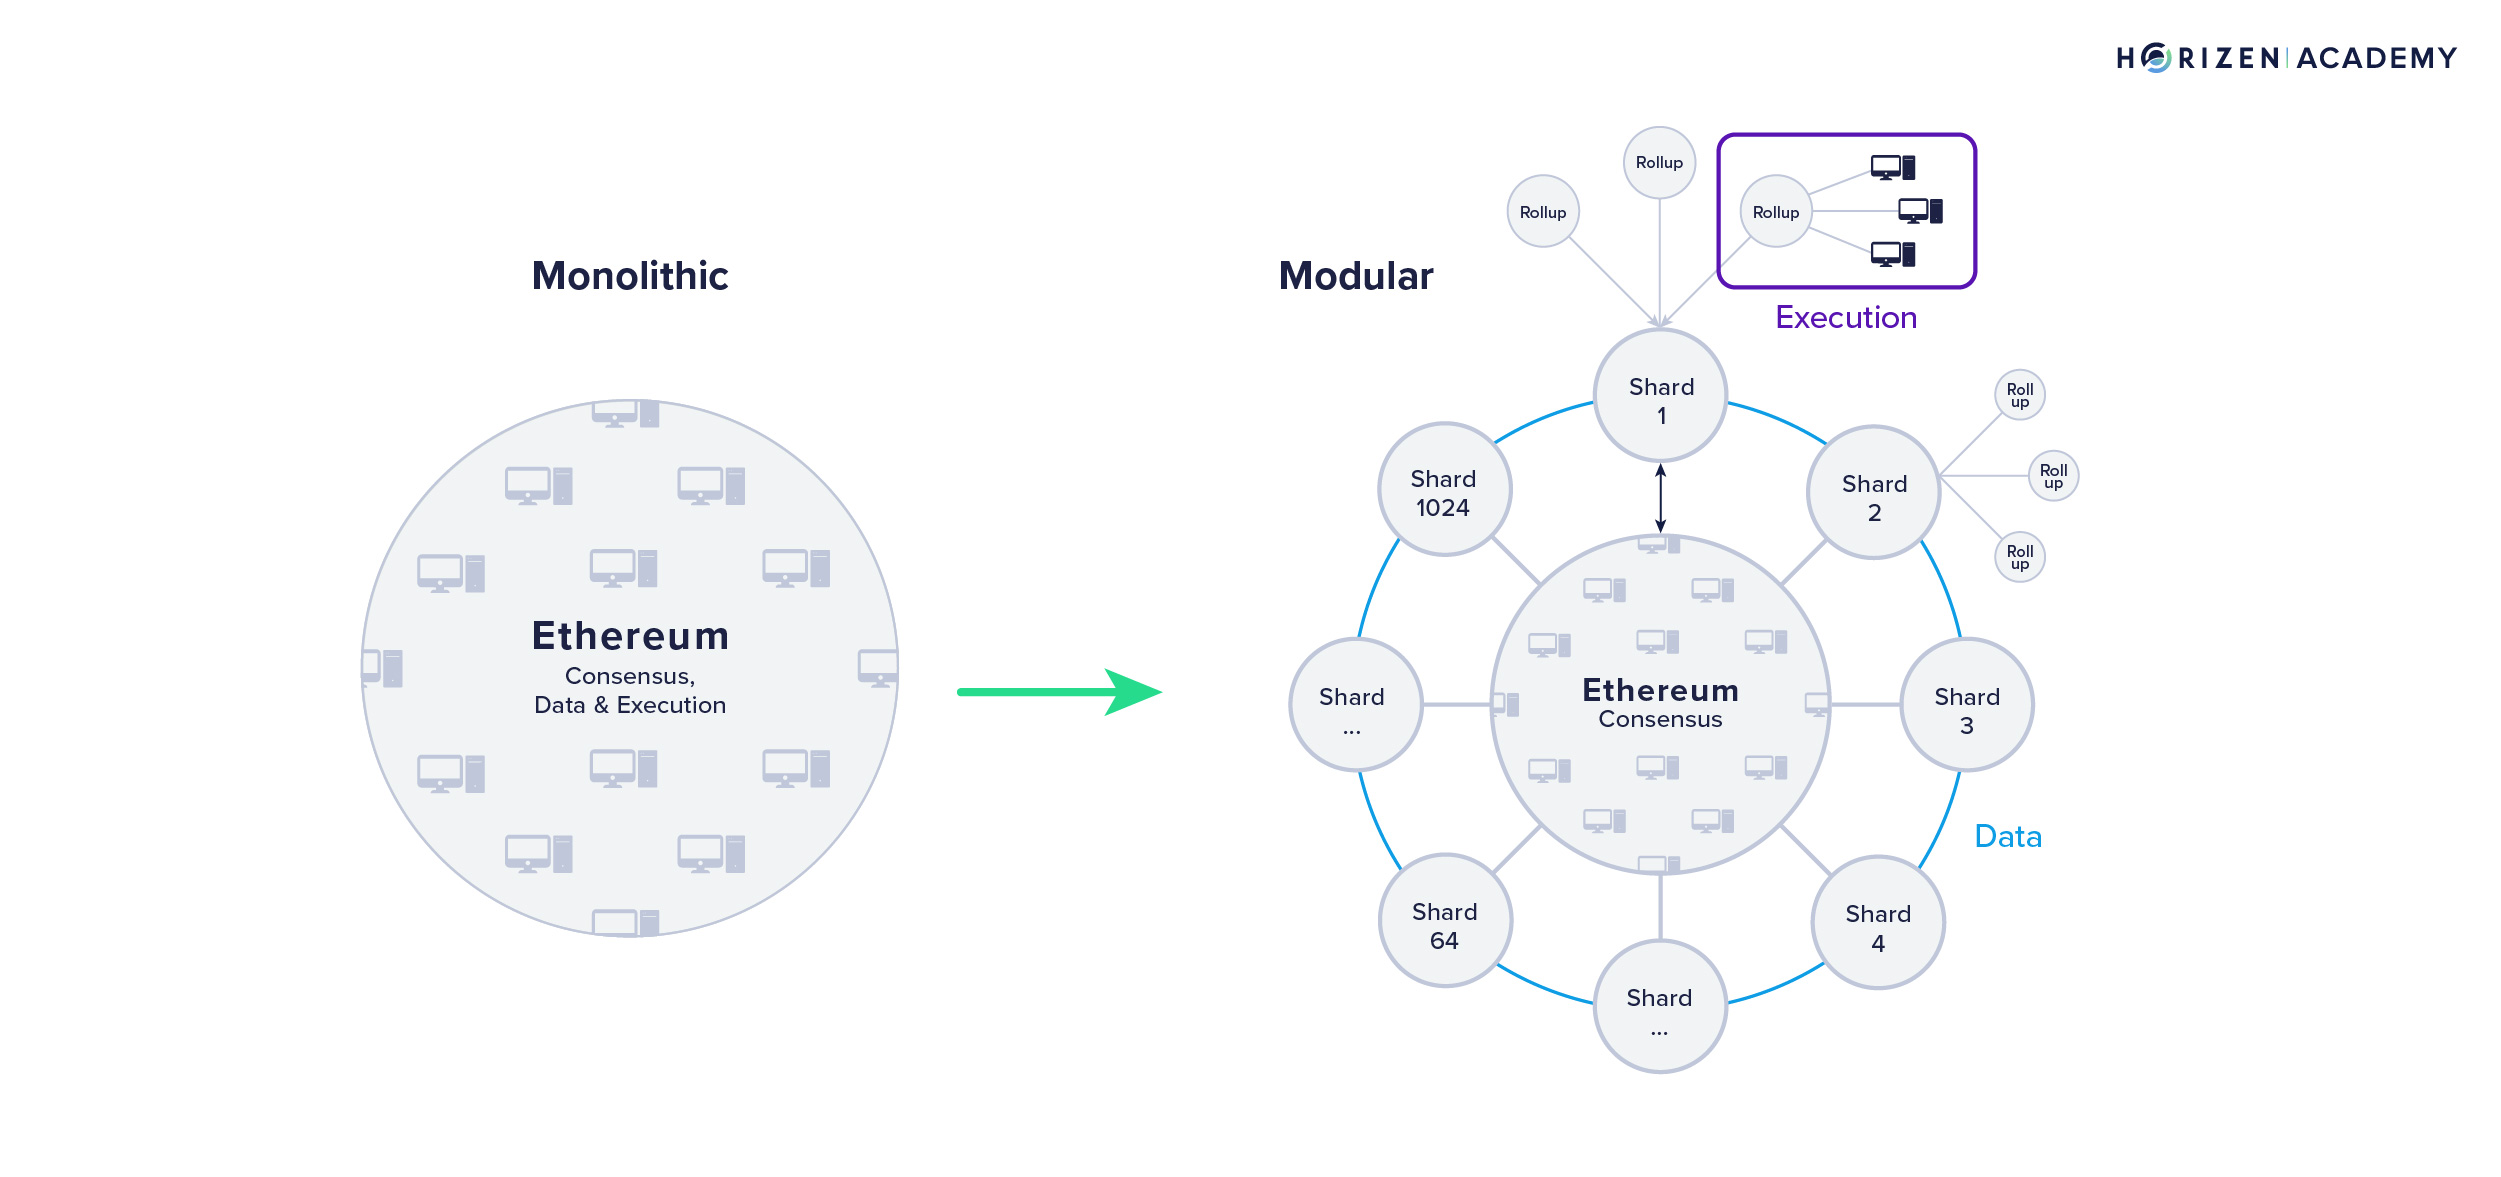 HORIZEN ACADEMY
Monolithic
Ethereum
Consensus,
Data & Execution
Modular
Rollup
Rollup
Rollup
Execution
Shard
1
Shard
1024
Shard
2
Roll
up
Roll
up
Roll
up
Shard
...
Ethereum
Consensus
Shard
3
Data
Shard
64
Shard
4
Shard
...